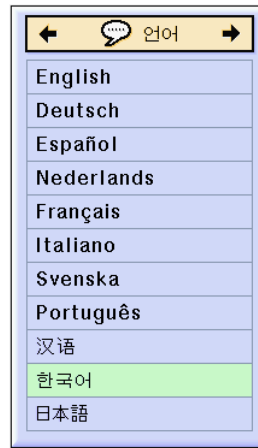 언어
English
Deutsch
Español
Nederlands
Français
Italiano
Svenska
Português
汉语
한국어
日本語